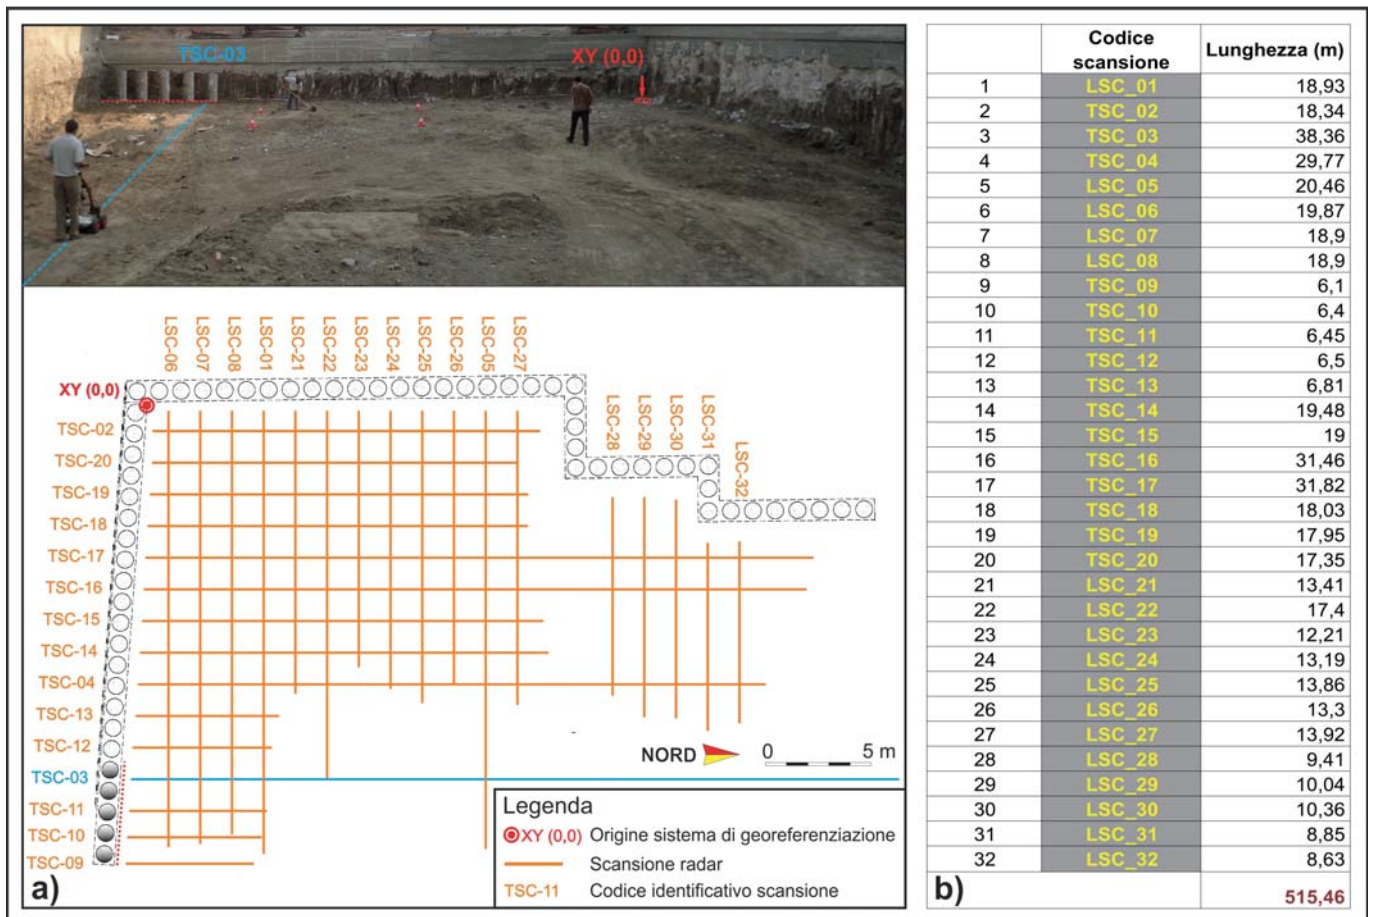 TSC-03
XY (0,0)
LSC-06
LSC-07
LSC-08
LSC-01
LSC-21
LSC-22
LSC-23
LSC-24
LSC-25
LSC-26
LSC-05
LSC-27
XY (0,0)
LSC-28
LSC-29
LSC-30
LSC-31
LSC-32
TSC-02
TSC-20
TSC-19
TSC-18
TSC-17
TSC-16
TSC-15
TSC-14
TSC-04
TSC-13
TSC-12
TSC-03
TSC-11
TSC-10
TSC-09
NORD
0 5 m
Legenda
XY (0,0) Origine sistema di georeferenziazione
Scansione radar
TSC-11 Codice identificativo scansione
a)
Codice scansione Lunghezza (m)
1 LSC_01 18,93
2 TSC_02 18,34
3 TSC_03 38,36
4 TSC_04 29,77
5 LSC_05 20,46
6 LSC_06 19,87
7 LSC_07 18,9
8 LSC_08 18,9
9 TSC_09 6,1
10 TSC_10 6,4
11 TSC_11 6,45
12 TSC_12 6,5
13 TSC_13 6,81
14 TSC_14 19,48
15 TSC_15 19
16 TSC_16 31,46
17 TSC_17 31,82
18 TSC_18 18,03
19 TSC_19 17,95
20 TSC_20 17,35
21 LSC_21 13,41
22 LSC_22 17,4
23 LSC_23 12,21
24 LSC_24 13,19
25 LSC_25 13,86
26 LSC_26 13,3
27 LSC_27 13,92
28 LSC_28 9,41
29 LSC_29 10,04
30 LSC_30 10,36
31 LSC_31 8,85
32 LSC_32 8,63
515,46
b)